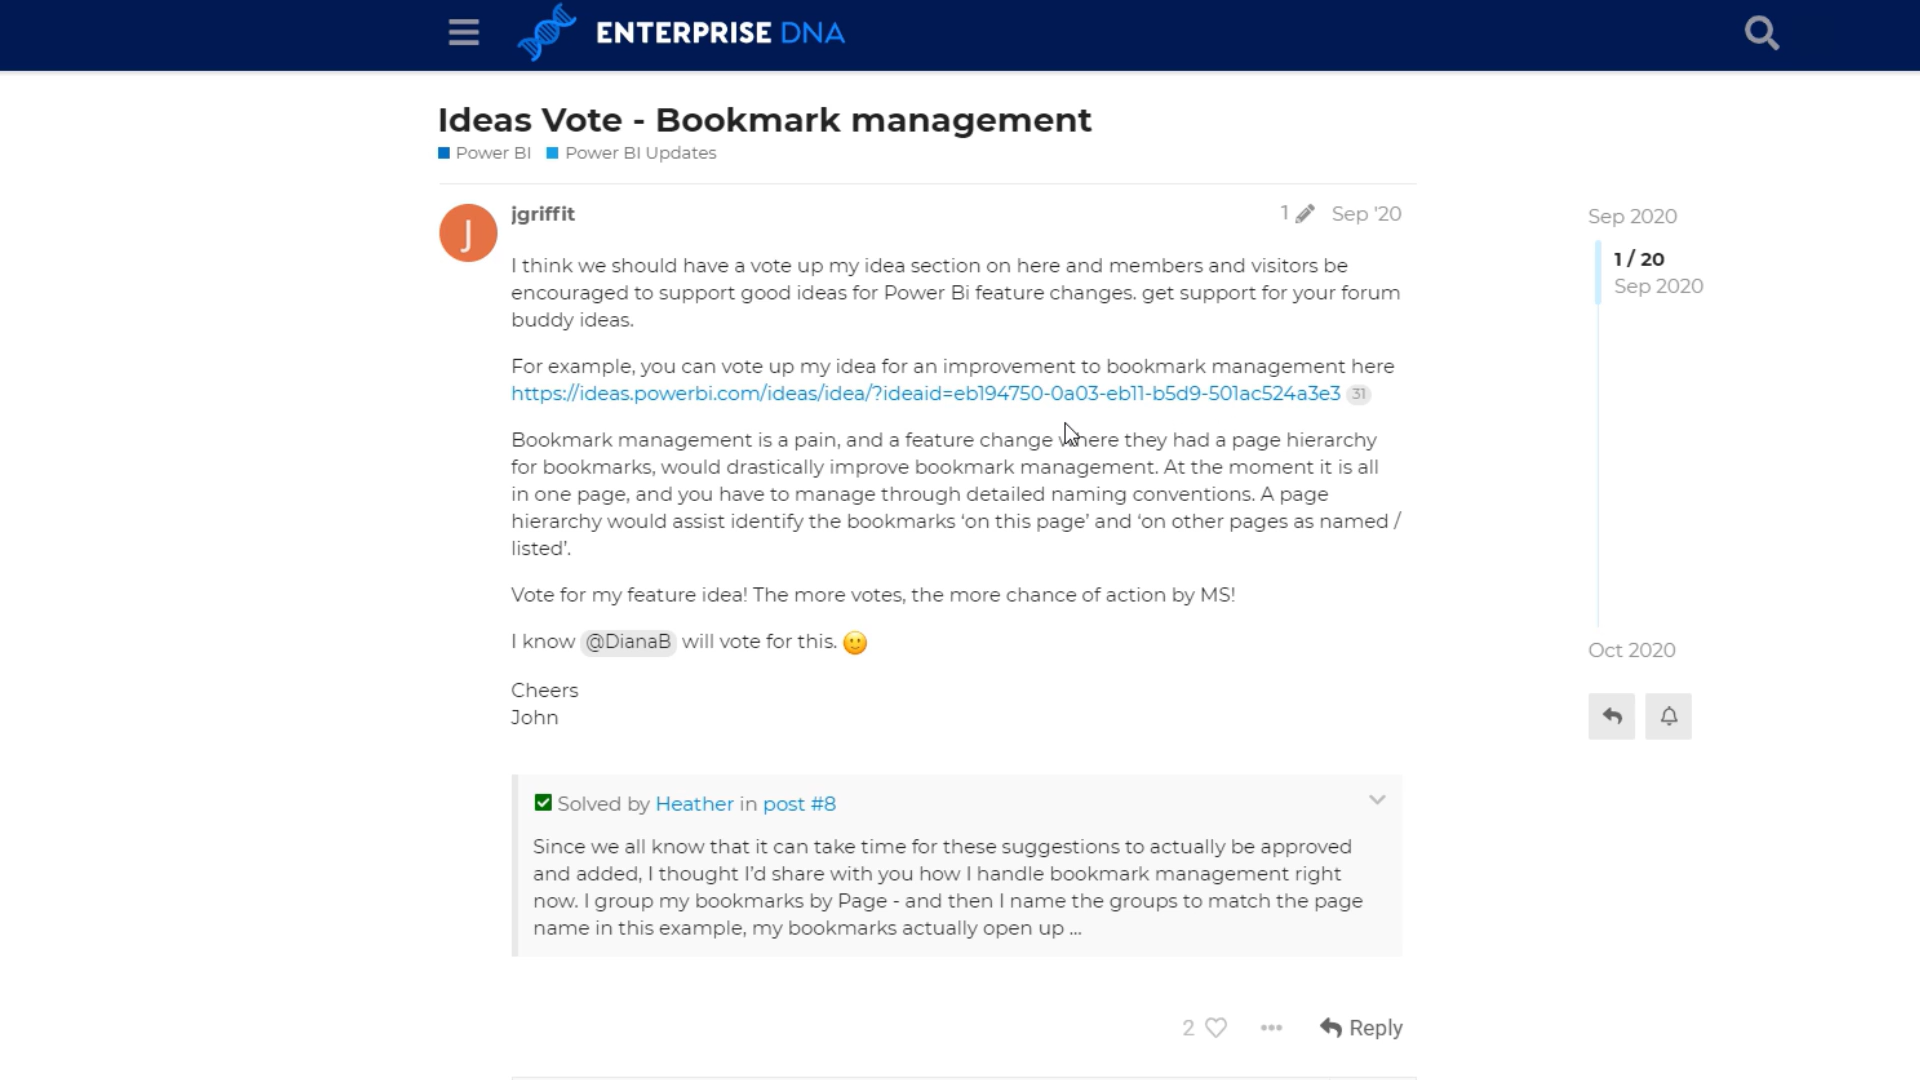 ENTERPRISE DNA
Ideas Vote - Bookmark management
Power BI Power BI Updates
jgriffit 1 Sep '20
I think we should have a vote up my idea section on here and members and visitors be
encouraged to support good ideas for Power Bi feature changes. get support for your forum
buddy ideas.
For example, you can vote up my idea for an improvement to bookmark management here
https://ideas.powerbi.com/ideas/idea/?ideaid=eb194750-0a03-eb11-b5d9-501ac524a3e3 31
Bookmark management is a pain, and a feature change where they had a page hierarchy
for bookmarks, would drastically improve bookmark management. At the moment it is all
in one page, and you have to manage through detailed naming conventions. A page
hierarchy would assist identify the bookmarks ‘on this page’ and ‘on other pages as named /
listed’.
Vote for my feature idea! The more votes, the more chance of action by MS!
I know @DianaB will vote for this. 🙂
Cheers
John
Solved by Heather in post #8
Since we all know that it can take time for these suggestions to actually be approved
and added, I thought I’d share with you how I handle bookmark management right
now. I group my bookmarks by Page - and then I name the groups to match the page
name in this example, my bookmarks actually open up ...
2 Reply
Sep 2020
1 / 20
Sep 2020
Oct 2020
J